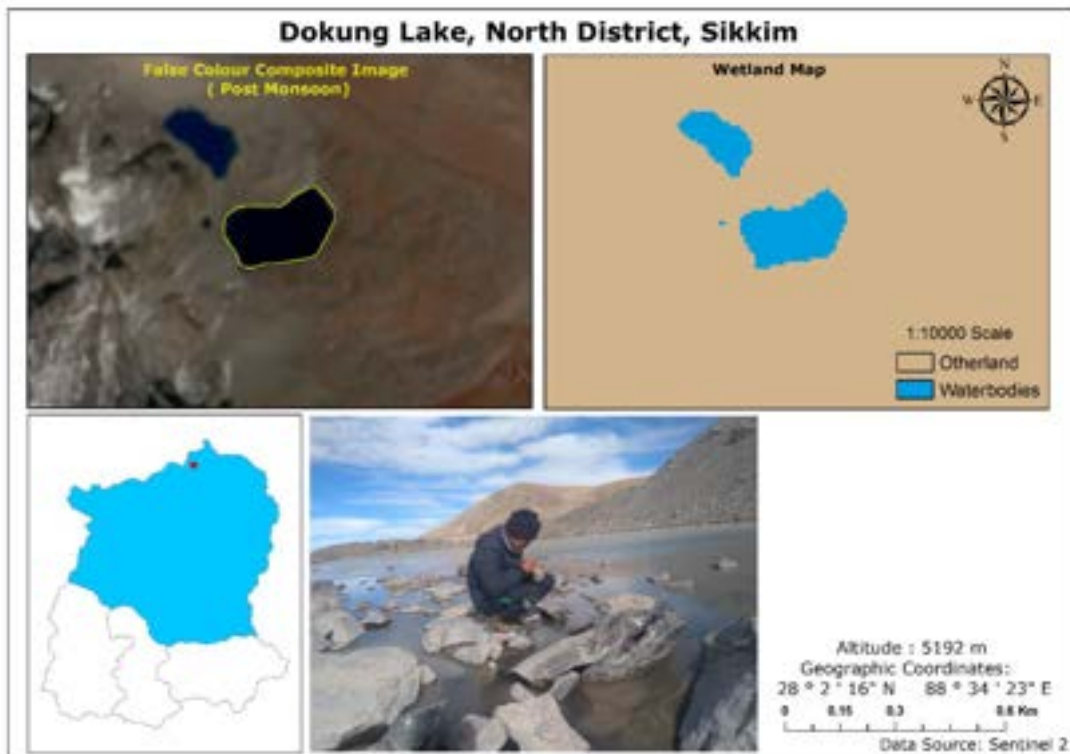 Dokung Lake, North District, Sikkim
False Colour Composite Image
( Post Monsoon)
Wetland Map
N
W E
S
1:10000 Scale
Otherland
Waterbodies
Altitude : 5192 m
Geographic Coordinates:
28 ° 2 ' 16" N 88 ° 34 ' 23" E
0 0.15 0.3 0.6 Km
Data Source: Sentinel 2